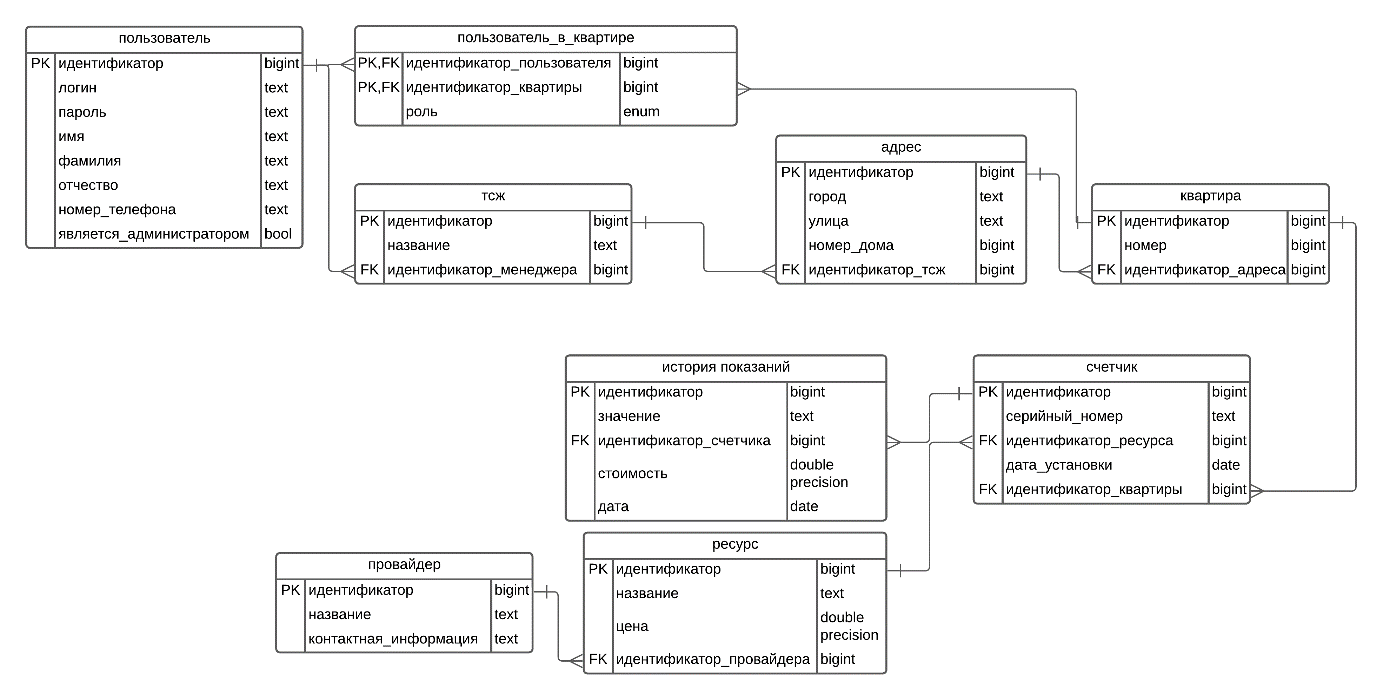 пользователь
PK идентификатор bigint
логин text
пароль text
имя text
фамилия text
отчество text
номер_телефона text
является_администратором bool
пользователь_в_квартире
PK,FK идентификатор_пользователя bigint
PK,FK идентификатор_квартиры bigint
роль enum
тсж
PK идентификатор bigint
название text
FK идентификатор_менеджера bigint
адрес
PK идентификатор bigint
город text
улица text
номер_дома bigint
FK идентификатор_тсж bigint
квартира
PK идентификатор bigint
номер bigint
FK идентификатор_адреса bigint
история показаний
PK идентификатор bigint
значение text
FK идентификатор_счетчика bigint
стоимость double
precision
дата date
счетчик
PK идентификатор bigint
серийный_номер text
FK идентификатор_ресурса bigint
дата_установки date
FK идентификатор_квартиры bigint
провайдер
PK идентификатор bigint
название text
контактная_информация text
ресурс
PK идентификатор bigint
название text
цена double
precision
FK идентификатор_провайдера bigint